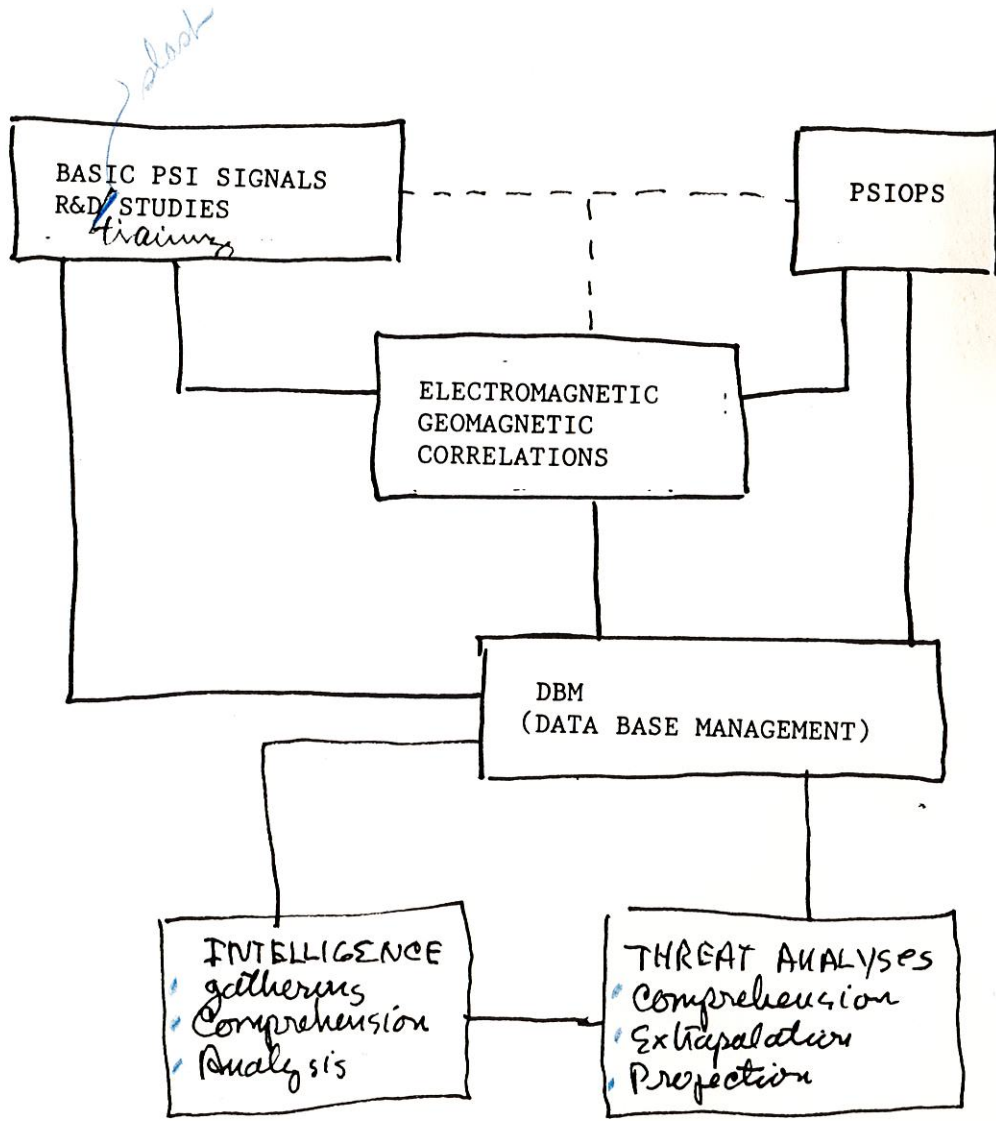 slash
BASIC PSI SIGNALS
R&D/STUDIES
training
PSIOPS
ELECTROMAGNETIC
GEOMAGNETIC
CORRELATIONS
DBM
(DATA BASE MANAGEMENT)
INTELLIGENCE
gathering
Comprehension
Analysis
THREAT ANALYSES
Comprehension
Extrapalation
Projection